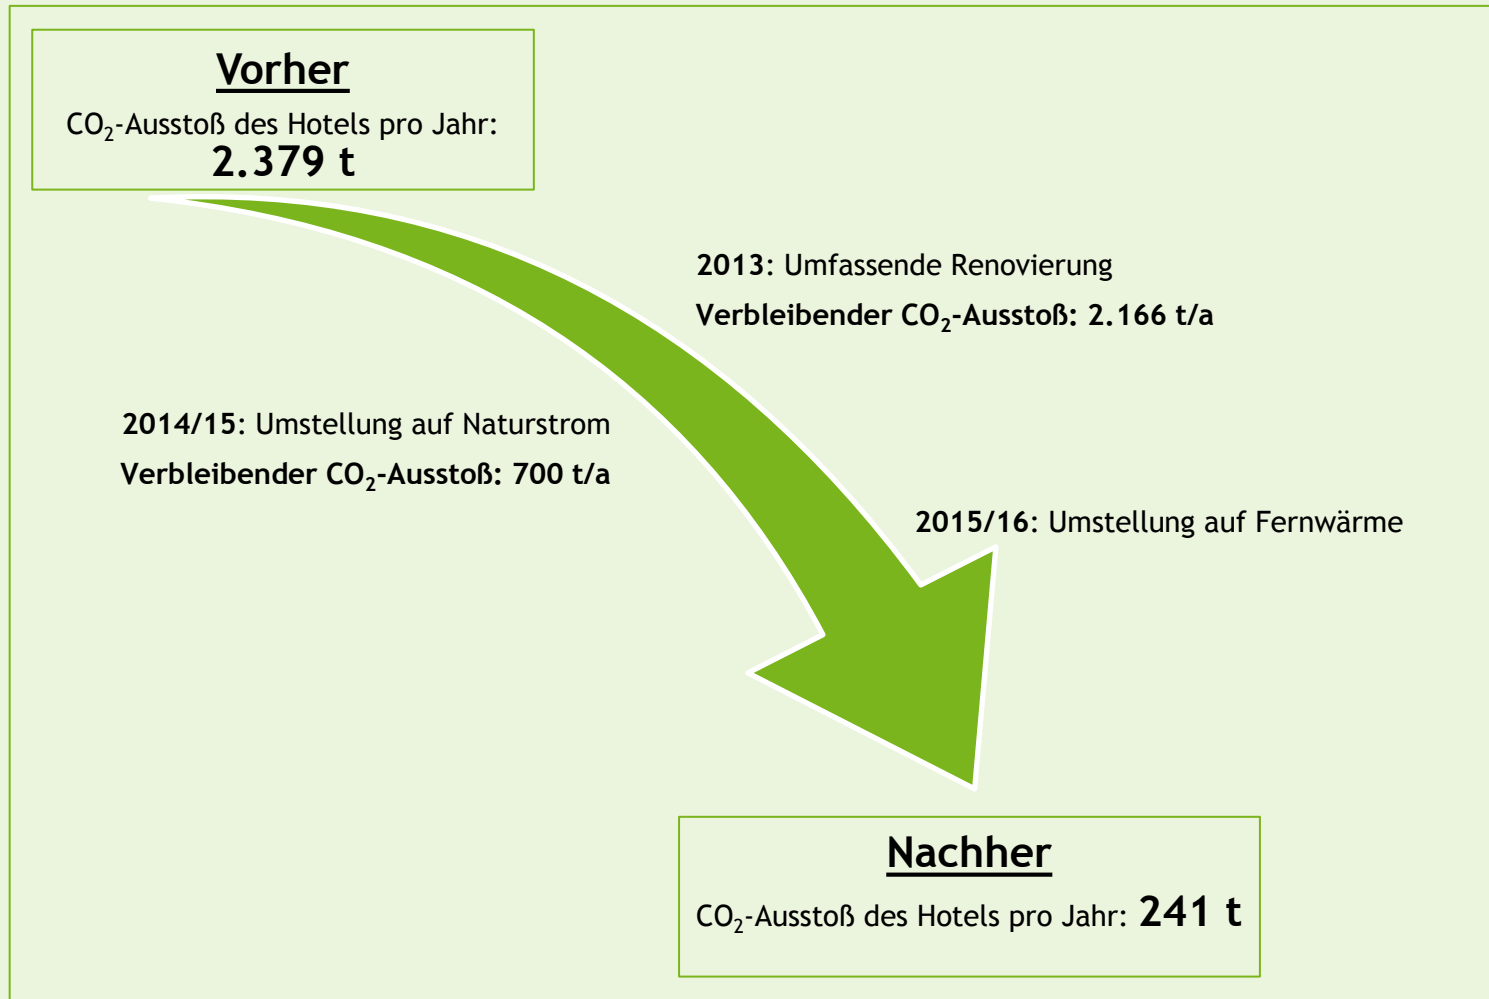 Vorher
CO₂-Ausstoß des Hotels pro Jahr:
2.379 t
2013: Umfassende Renovierung
Verbleibender CO₂-Ausstoß: 2.166 t/a
2014/15: Umstellung auf Naturstrom
Verbleibender CO₂-Ausstoß: 700 t/a
2015/16: Umstellung auf Fernwärme
Nachher
CO₂-Ausstoß des Hotels pro Jahr: 241 t